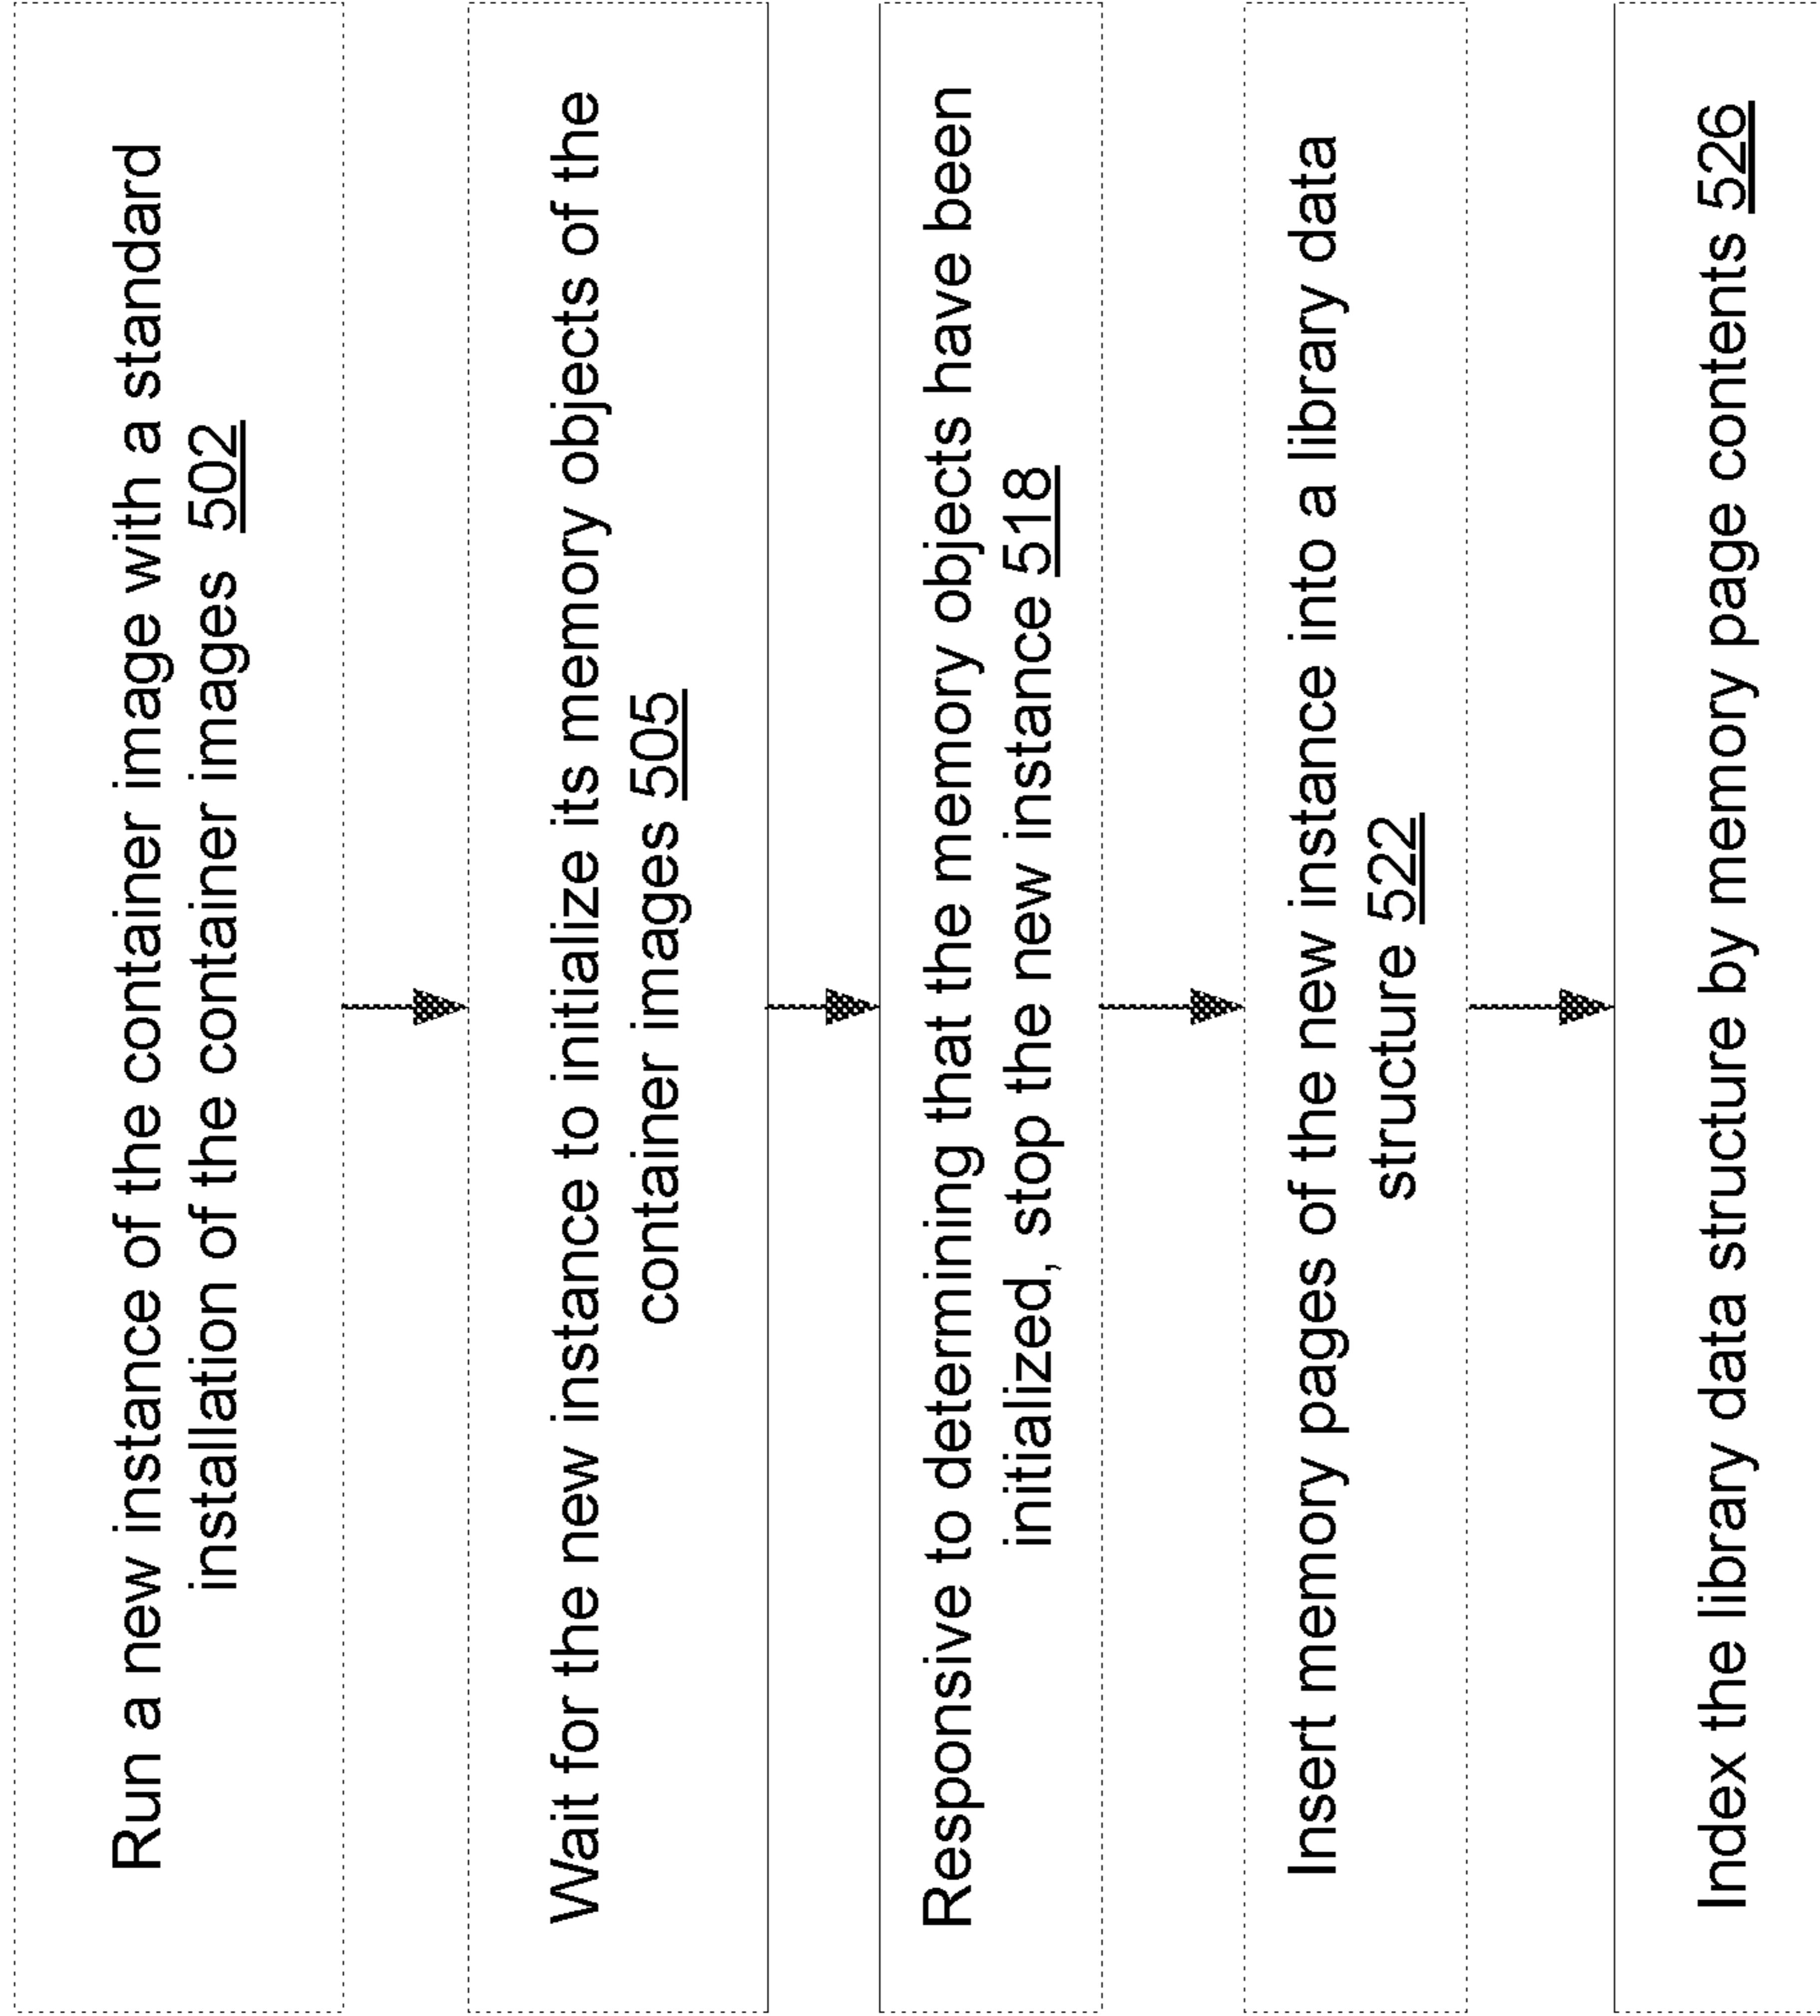 Run a new instance of the container image with a standard
installation of the container images 502
Wait for the new instance to initialize its memory objects of the
container images 505
Responsive to determining that the memory objects have been
initialized, stop the new instance 518
Insert memory pages of the new instance into a library data
structure 522
Index the library data structure by memory page contents 526